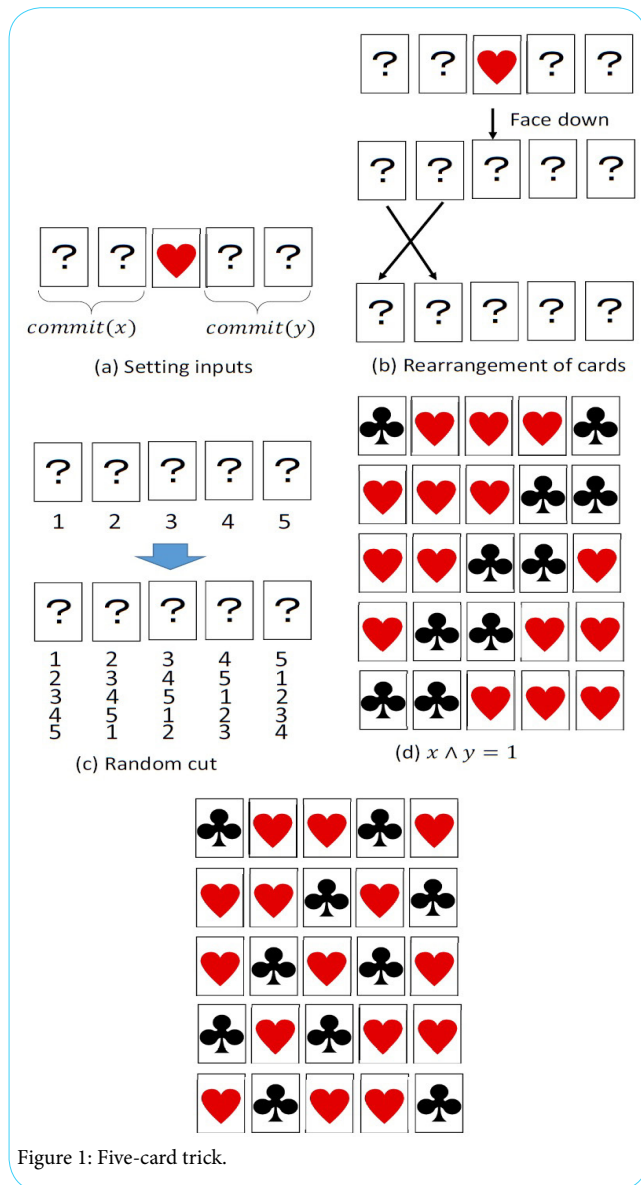 ? ? ? ?
commit(x) commit(y)
(a) Setting inputs
? ? ? ?
Face down
? ? ? ? ?
? ? ? ? ?
(b) Rearrangement of cards
? ? ? ? ?
1 2 3 4 5
? ? ? ? ?
1 2 3 4 5
2 3 4 5 1
3 4 5 1 2
4 5 1 2 3
5 1 2 3 4
(c) Random cut
(d) x ∧ y = 1
Figure 1: Five-card trick.